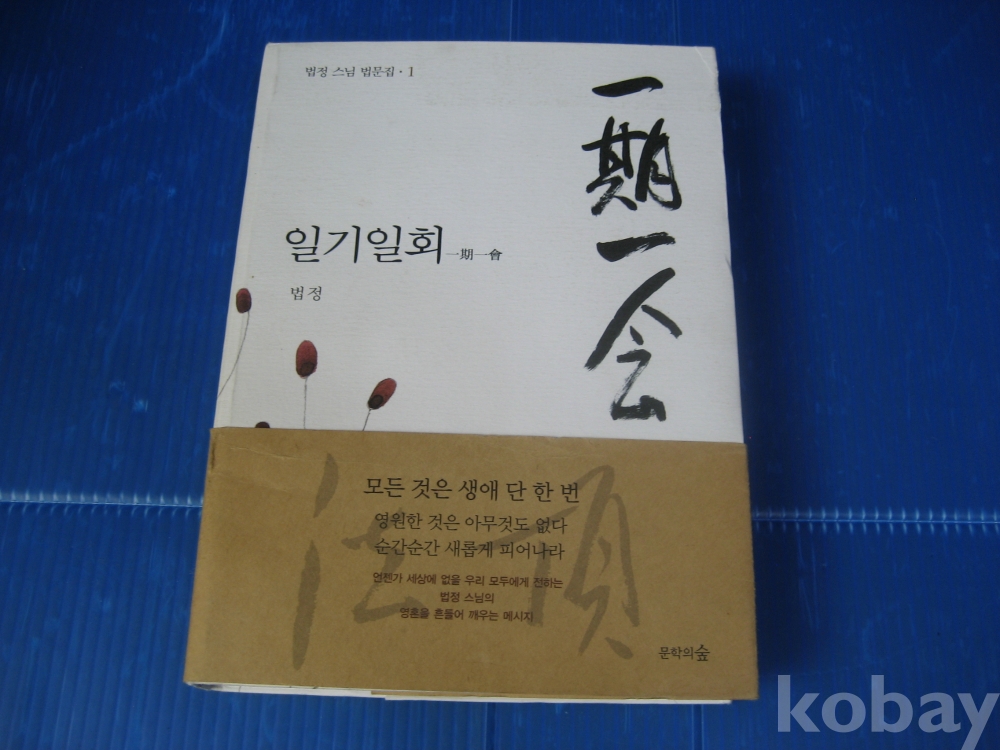 법정 스님 법문집 · 1
一期一会
일기일회 一期一會
법정
法頂
모든 것은 생애 단 한 번
영원한 것은 아무것도 없다
순간순간 새롭게 피어나라
언젠가 세상에 없을 우리 모두에게 전하는
법정 스님의
영혼을 흔들어 깨우는 메시지
문학의숲
kobay